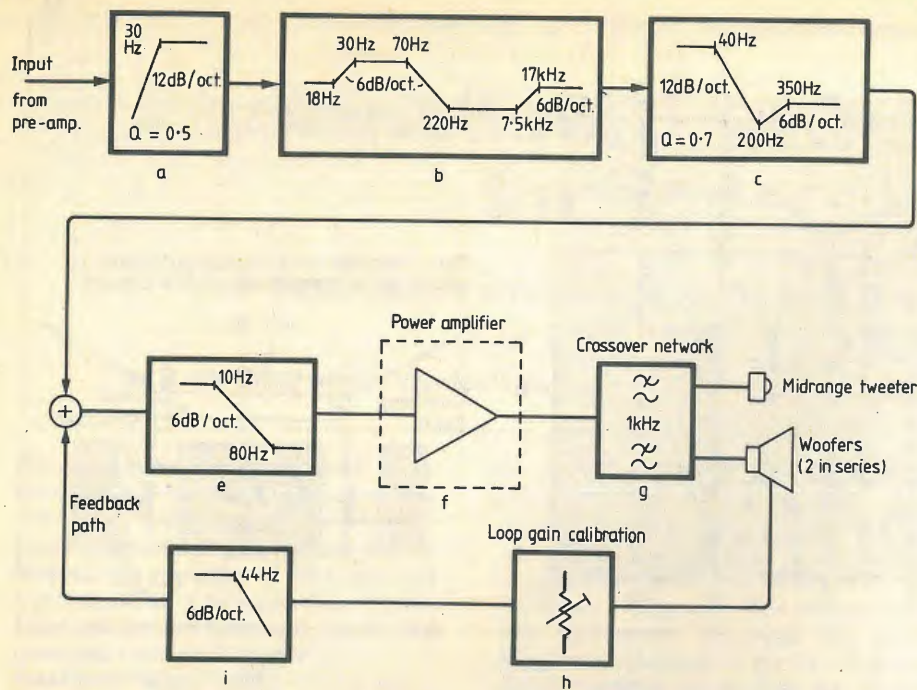 Input
from
pre-amp.
30
Hz
12dB/oct.
Q = 0·5
a
30Hz
70Hz
6dB/oct.
18Hz
220Hz
7·5kHz
17kHz
6dB/oct.
b
40Hz
12dB/oct.
350Hz
6dB/oct.
Q=0·7
200Hz
c
+
10Hz
6dB/oct.
80Hz
e
Power amplifier
f
Crossover network
1kHz
g
Midrange tweeter
Woofers
(2 in series)
Feedback
path
44Hz
6dB/oct.
i
Loop gain calibration
h